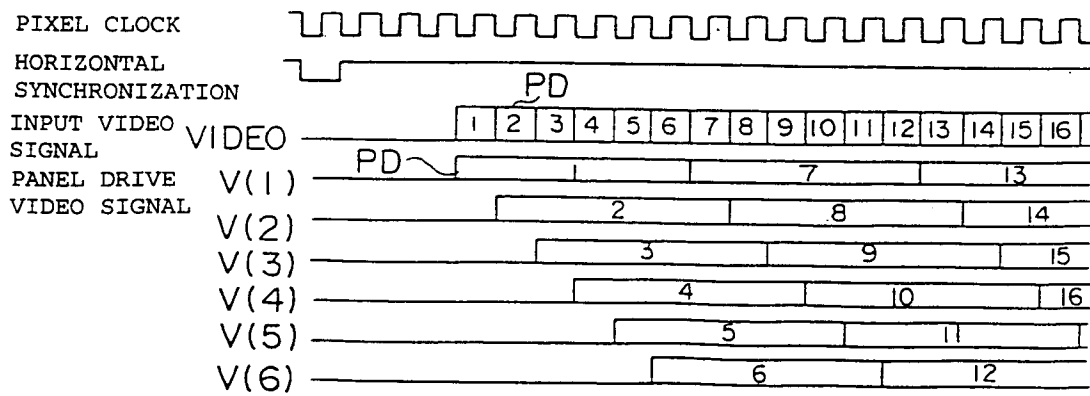 PIXEL CLOCK
HORIZONTAL
SYNCHRONIZATION
PD
INPUT VIDEO
SIGNAL
VIDEO
1 2 3 4 5 6 7 8 9 10 11 12 13 14 15 16
PD
PANEL DRIVE
VIDEO SIGNAL
V(1)
1 7 13
V(2)
2 8 14
V(3)
3 9 15
V(4)
4 10 16
V(5)
5 11
V(6)
6 12